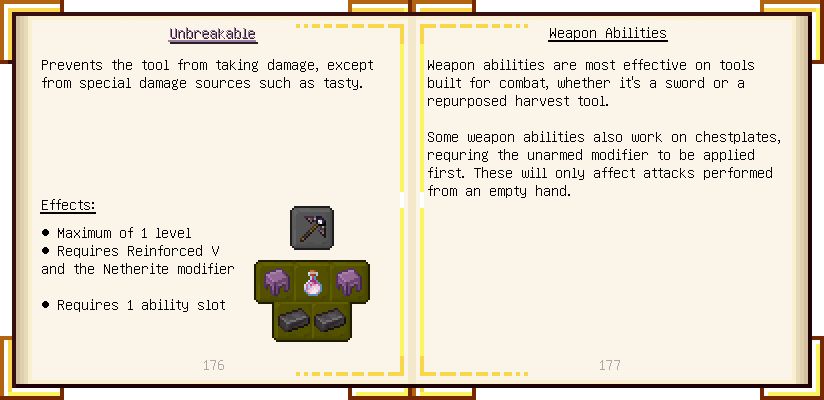 Unbreakable
Prevents the tool from taking damage, except
from special damage sources such as tasty.
Effects:
● Maximum of 1 level
● Requires Reinforced V
and the Netherite modifier
● Requires 1 ability slot
176
Weapon Abilities
Weapon abilities are most effective on tools
built for combat, whether it's a sword or a
repurposed harvest tool.
Some weapon abilities also work on chestplates,
requring the unarmed modifier to be applied
first. These will only affect attacks performed
from an empty hand.
177